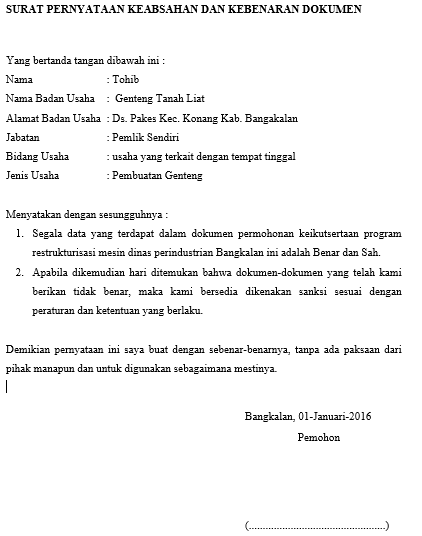 SURAT PERNYATAAN KEABSAHAN DAN KEBENARAN DOKUMEN
Yang bertanda tangan dibawah ini :
Nama : Tohib
Nama Badan Usaha : Genteng Tanah Liat
Alamat Badan Usaha : Ds. Pakes Kec. Konang Kab. Bangakalan
Jabatan : Pemlik Sendiri
Bidang Usaha : usaha yang terkait dengan tempat tinggal
Jenis Usaha : Pembuatan Genteng
Menyatakan dengan sesungguhnya :
1. Segala data yang terdapat dalam dokumen permohonan keikutsertaan program
restrukturisasi mesin dinas perindustrian Bangkalan ini adalah Benar dan Sah.
2. Apabila dikemudian hari ditemukan bahwa dokumen-dokumen yang telah kami
berikan tidak benar, maka kami bersedia dikenakan sanksi sesuai dengan
peraturan dan ketentuan yang berlaku.
Demikian pernyataan ini saya buat dengan sebenar-benarnya, tanpa ada paksaan dari
pihak manapun dan untuk digunakan sebagaimana mestinya.
Bangkalan, 01-Januari-2016
Pemohon
(..................................................)